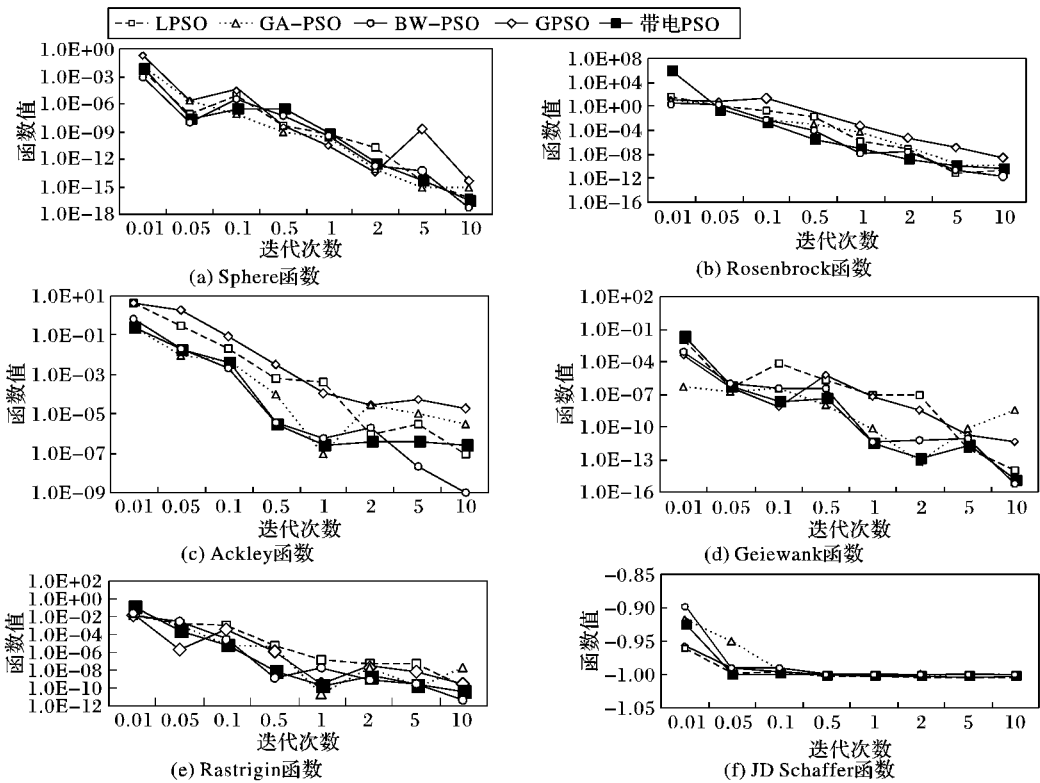 LPSO GA-PSO BW-PSO GPSO 带电PSO
1.0E+00
1.0E-03
1.0E-06
1.0E-09
1.0E-12
1.0E-15
1.0E-18
函数值
0.01 0.05 0.1 0.5 1 2 5 10
迭代次数
(a) Sphere函数
1.0E+08
1.0E+04
1.0E+00
1.0E-04
1.0E-08
1.0E-12
1.0E-16
函数值
0.01 0.05 0.1 0.5 1 2 5 10
迭代次数
(b) Rosenbrock函数
1.0E+01
1.0E-01
1.0E-03
1.0E-05
1.0E-07
1.0E-09
函数值
0.01 0.05 0.1 0.5 1 2 5 10
迭代次数
(c) Ackley函数
1.0E+02
1.0E-01
1.0E-04
1.0E-07
1.0E-10
1.0E-13
1.0E-16
函数值
0.01 0.05 0.1 0.5 1 2 5 10
迭代次数
(d) Geiewank函数
1.0E+02
1.0E+00
1.0E-02
1.0E-04
1.0E-06
1.0E-08
1.0E-10
1.0E-12
函数值
0.01 0.05 0.1 0.5 1 2 5 10
迭代次数
(e) Rastrigin函数
-0.85
-0.90
-0.95
-1.00
-1.05
函数值
0.01 0.05 0.1 0.5 1 2 5 10
迭代次数
(f) JD Schaffer函数